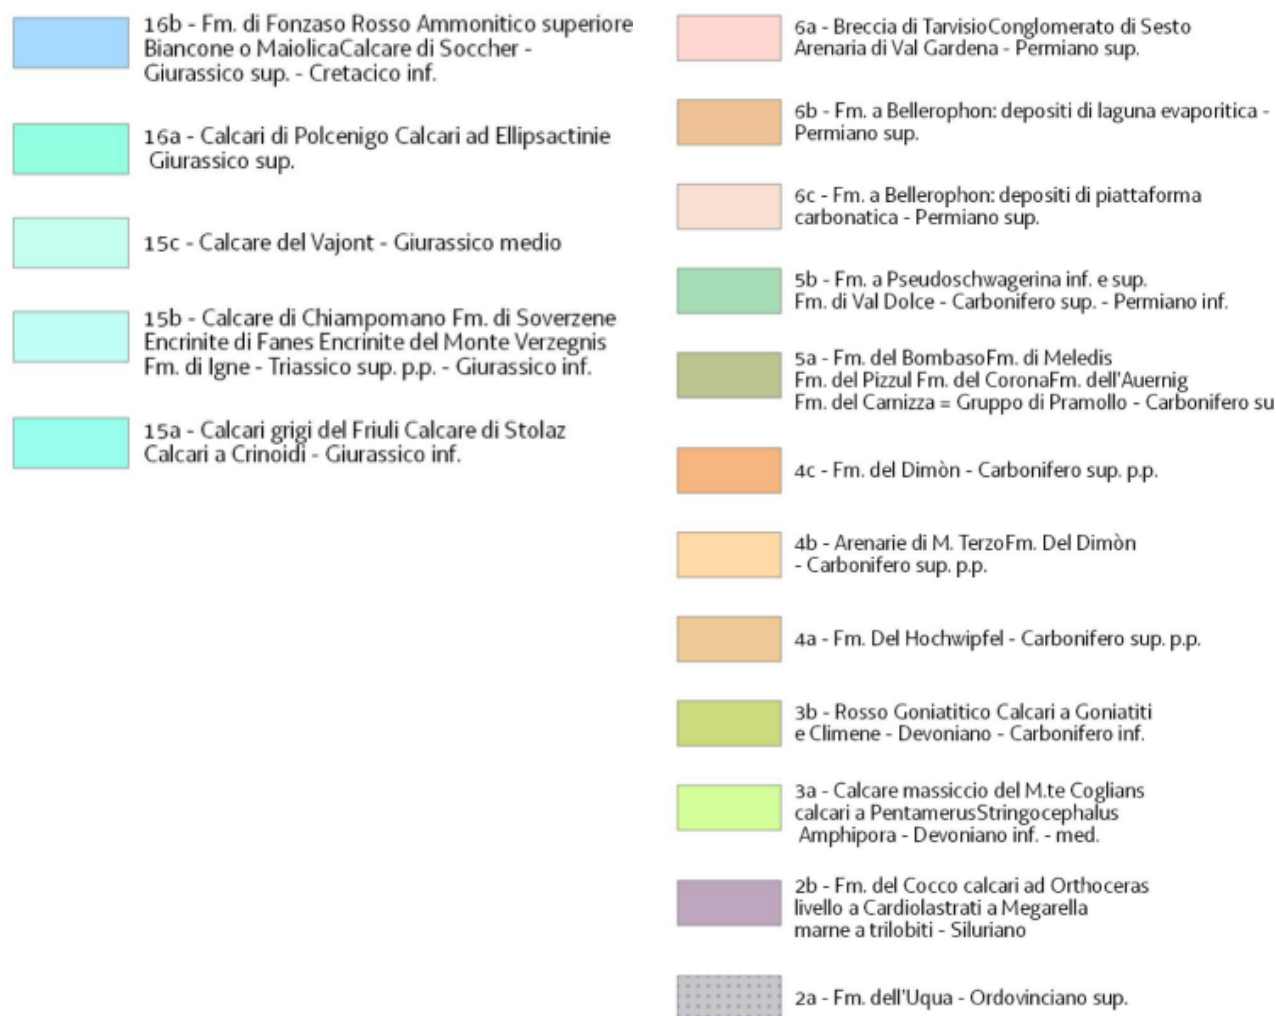 16b - Fm. di Fonzaso Rosso Ammonitico superiore
Biancone o MaiolicaCalcare di Soccher -
Giurassico sup. - Cretacico inf.
16a - Calcari di Polcenigo Calcari ad Ellipsactinie
Giurassico sup.
15c - Calcare del Vajont - Giurassico medio
15b - Calcare di Chiampomano Fm. di Soverzene
Encrinite di Fanes Encrinite del Monte Verzegnis
Fm. di Igne - Triassico sup. p.p. - Giurassico inf.
15a - Calcari grigi del Friuli Calcare di Stolaz
Calcari a Crinoidi - Giurassico inf.
6a - Breccia di TarvisioConglomerato di Sesto
Arenaria di Val Gardena - Permiano sup.
6b - Fm. a Bellerophon: depositi di laguna evaporitica -
Permiano sup.
6c - Fm. a Bellerophon: depositi di piattaforma
carbonatica - Permiano sup.
5b - Fm. a Pseudoschwagerina inf. e sup.
Fm. di Val Dolce - Carbonifero sup. - Permiano inf.
5a - Fm. del BombasoFm. di Meledis
Fm. del Pizzul Fm. del CoronaFm. dell'Auernig
Fm. del Carnizza = Gruppo di Pramollo - Carbonifero su
4c - Fm. del Dimòn - Carbonifero sup. p.p.
4b - Arenarie di M. TerzoFm. Del Dimòn
- Carbonifero sup. p.p.
4a - Fm. Del Hochwipfel - Carbonifero sup. p.p.
3b - Rosso Goniatitico Calcari a Goniatiti
e Climene - Devoniano - Carbonifero inf.
3a - Calcare massiccio del M.te Coglians
calcari a PentamerusStringocephalus
Amphipora - Devoniano inf. - med.
2b - Fm. del Cocco calcari ad Orthoceras
livello a Cardiolastrati a Megarella
marne a trilobiti - Siluriano
2a - Fm. dell'Uqua - Ordovinciano sup.